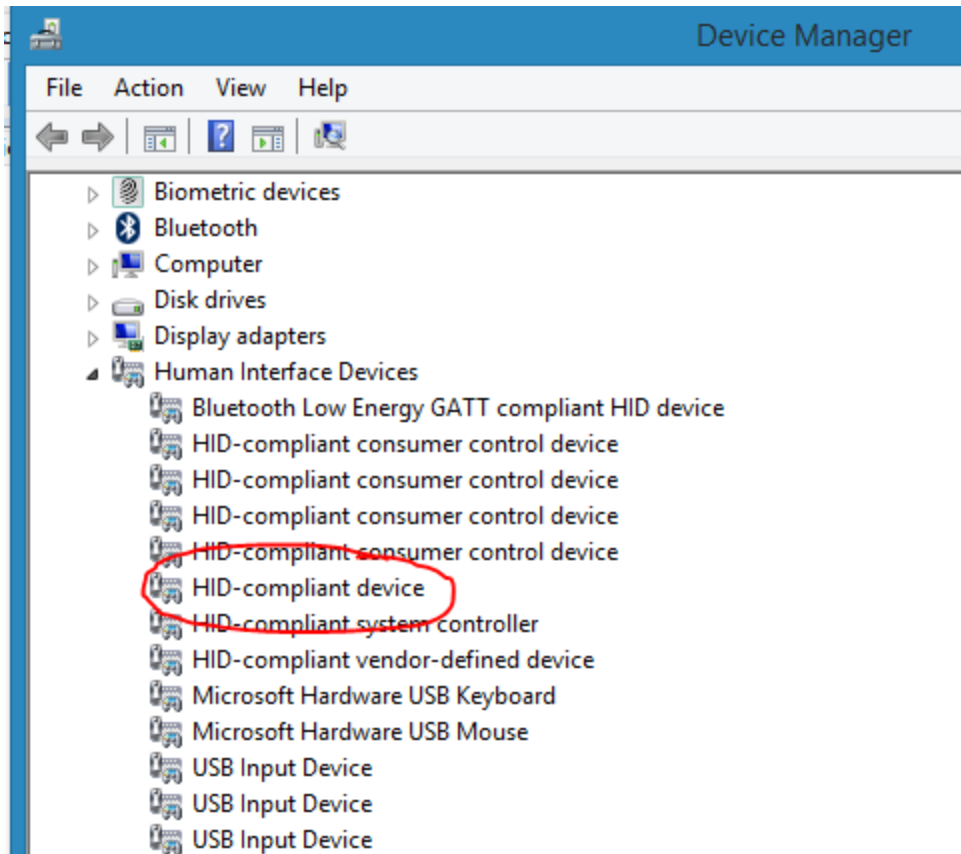 Device Manager
File Action View Help
Biometric devices
Bluetooth
Computer
Disk drives
Display adapters
Human Interface Devices
Bluetooth Low Energy GATT compliant HID device
HID-compliant consumer control device
HID-compliant consumer control device
HID-compliant consumer control device
HID-compliant consumer control device
HID-compliant device
HID-compliant system controller
HID-compliant vendor-defined device
Microsoft Hardware USB Keyboard
Microsoft Hardware USB Mouse
USB Input Device
USB Input Device
USB Input Device